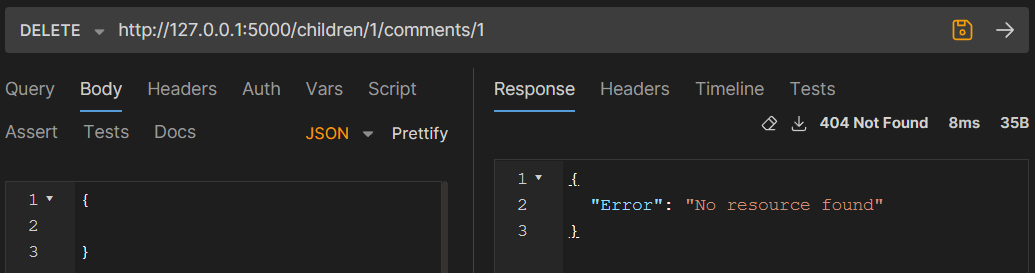 DELETE http://127.0.0.1:5000/children/1/comments/1
Query Body Headers Auth Vars Script
Assert Tests Docs JSON Prettify
1 {
2
3 }
Response Headers Timeline Tests
404 Not Found 8ms 35B
1 {
2 "Error": "No resource found"
3 }